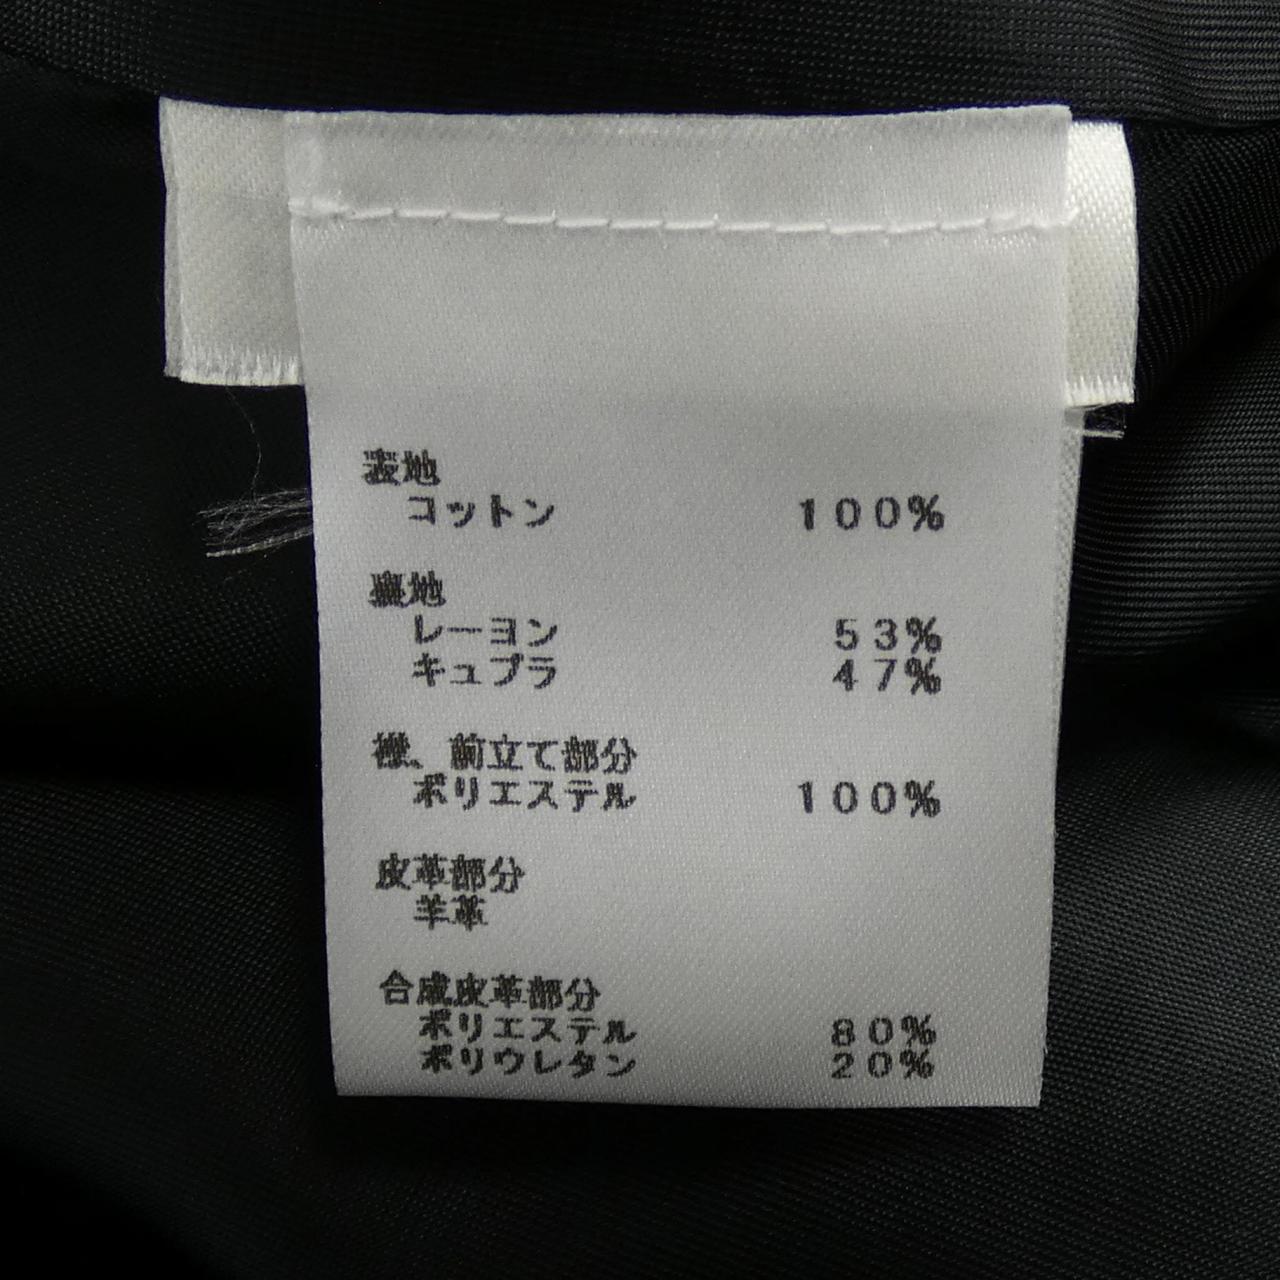 表地
コットン 100%
裏地
レーヨン 53%
キュプラ 47%
襟、前立て部分
ポリエステル 100%
皮革部分
羊革
合成皮革部分
ポリエステル 80%
ポリウレタン 20%